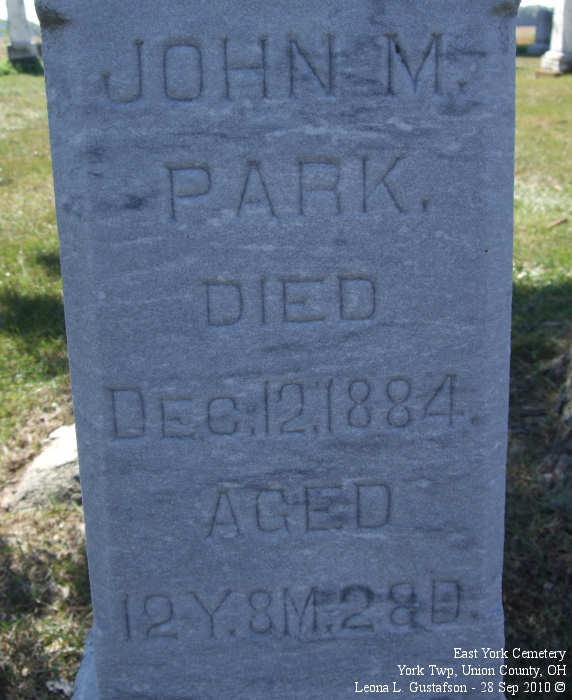 JOHN M.
PARK.
DIED
DEC. 12, 1884.
AGED
12 Y. 8 M. 28 D.
East York Cemetery
York Twp, Union County, OH
Leona L. Gustafson - 28 Sep 2010 ©